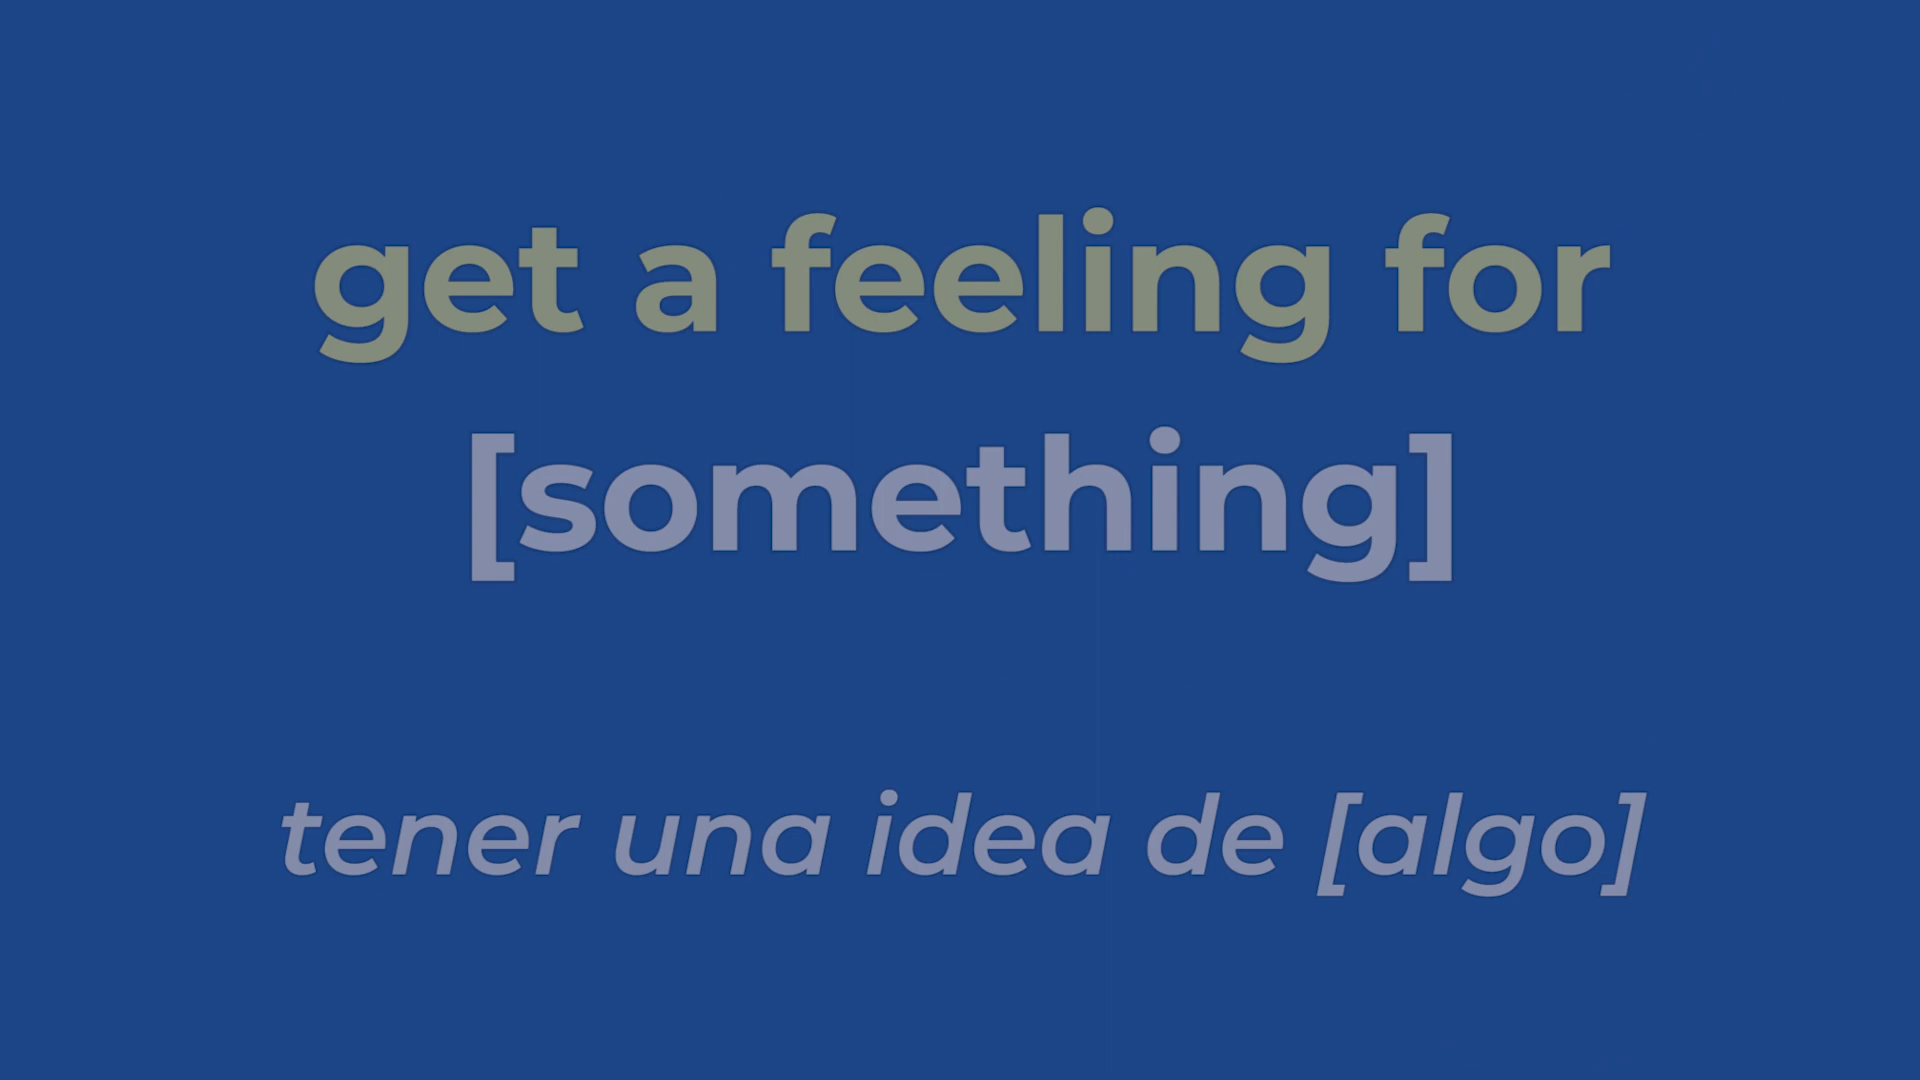 get a feeling for
[something]
tener una idea de [algo]